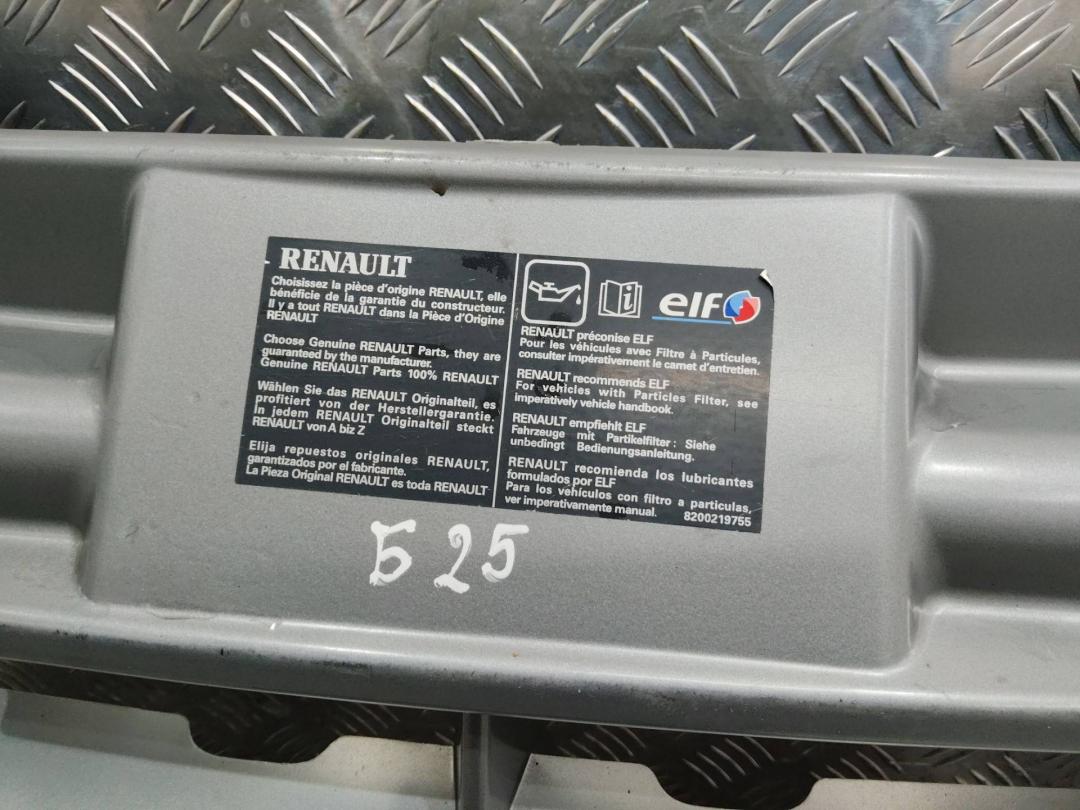 RENAULT
Choisissez la pièce d'origine RENAULT, elle
bénéficie de la garantie du constructeur.
Il y a tout RENAULT dans la Pièce d'Origine
RENAULT
Choose Genuine RENAULT Parts, they are
guaranteed by the manufacturer.
Genuine RENAULT Parts 100% RENAULT
Wählen Sie das RENAULT Originalteil, es
profitiert von der Herstellergarantie.
In jedem RENAULT Originalteil steckt
RENAULT von A biz Z
Elija repuestos originales RENAULT,
garantizados por el fabricante.
La Pieza Original RENAULT es toda RENAULT
elf
RENAULT préconise ELF
Pour les véhicules avec Filtre à Particules,
consulter impérativement le carnet d'entretien.
RENAULT recommends ELF
For vehicles with Particles Filter, see
imperatively vehicle handbook.
RENAULT empfiehlt ELF
Fahrzeuge mit Partikelfilter : Siehe
unbedingt Bedienungsanleitung.
RENAULT recomienda los lubricantes
formulados por ELF
Para los vehículos con filtro a particulas,
ver imperativamente manual.
8200219755
Б 25